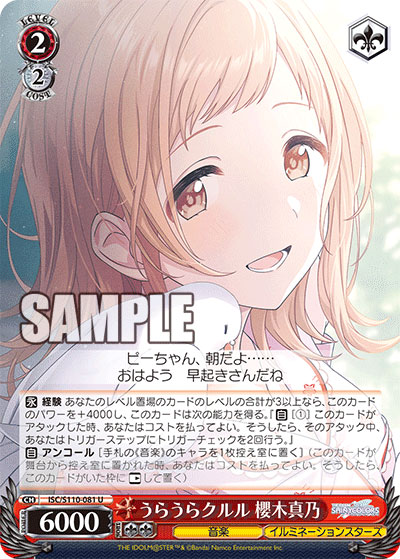 LEVEL
2
2
COST
SAMPLE
ピーちゃん、朝だよ……
おはよう　早起きさんだね
永 経験 あなたのレベル置場のカードのレベルの合計が3以上なら、このカード
のパワーを+4000し、このカードは次の能力を得る。『自［①］このカードが
アタックした時、あなたはコストを払ってよい。そうしたら、そのアタック中、
あなたはトリガーステップにトリガーチェックを2回行う。』
自 アンコール［手札の《音楽》のキャラを1枚控え室に置く］（このカードが
舞台から控え室に置かれた時、あなたはコストを払ってよい。そうしたら、このカー
ドがいた枠に置く）
CH ISC/S110-081 U
6000
うらうらクルル 櫻木真乃
SHINYCOLORS
音楽
イルミネーションスターズ
THE IDOLM@STER™& ©Bandai Namco Entertainment Inc.